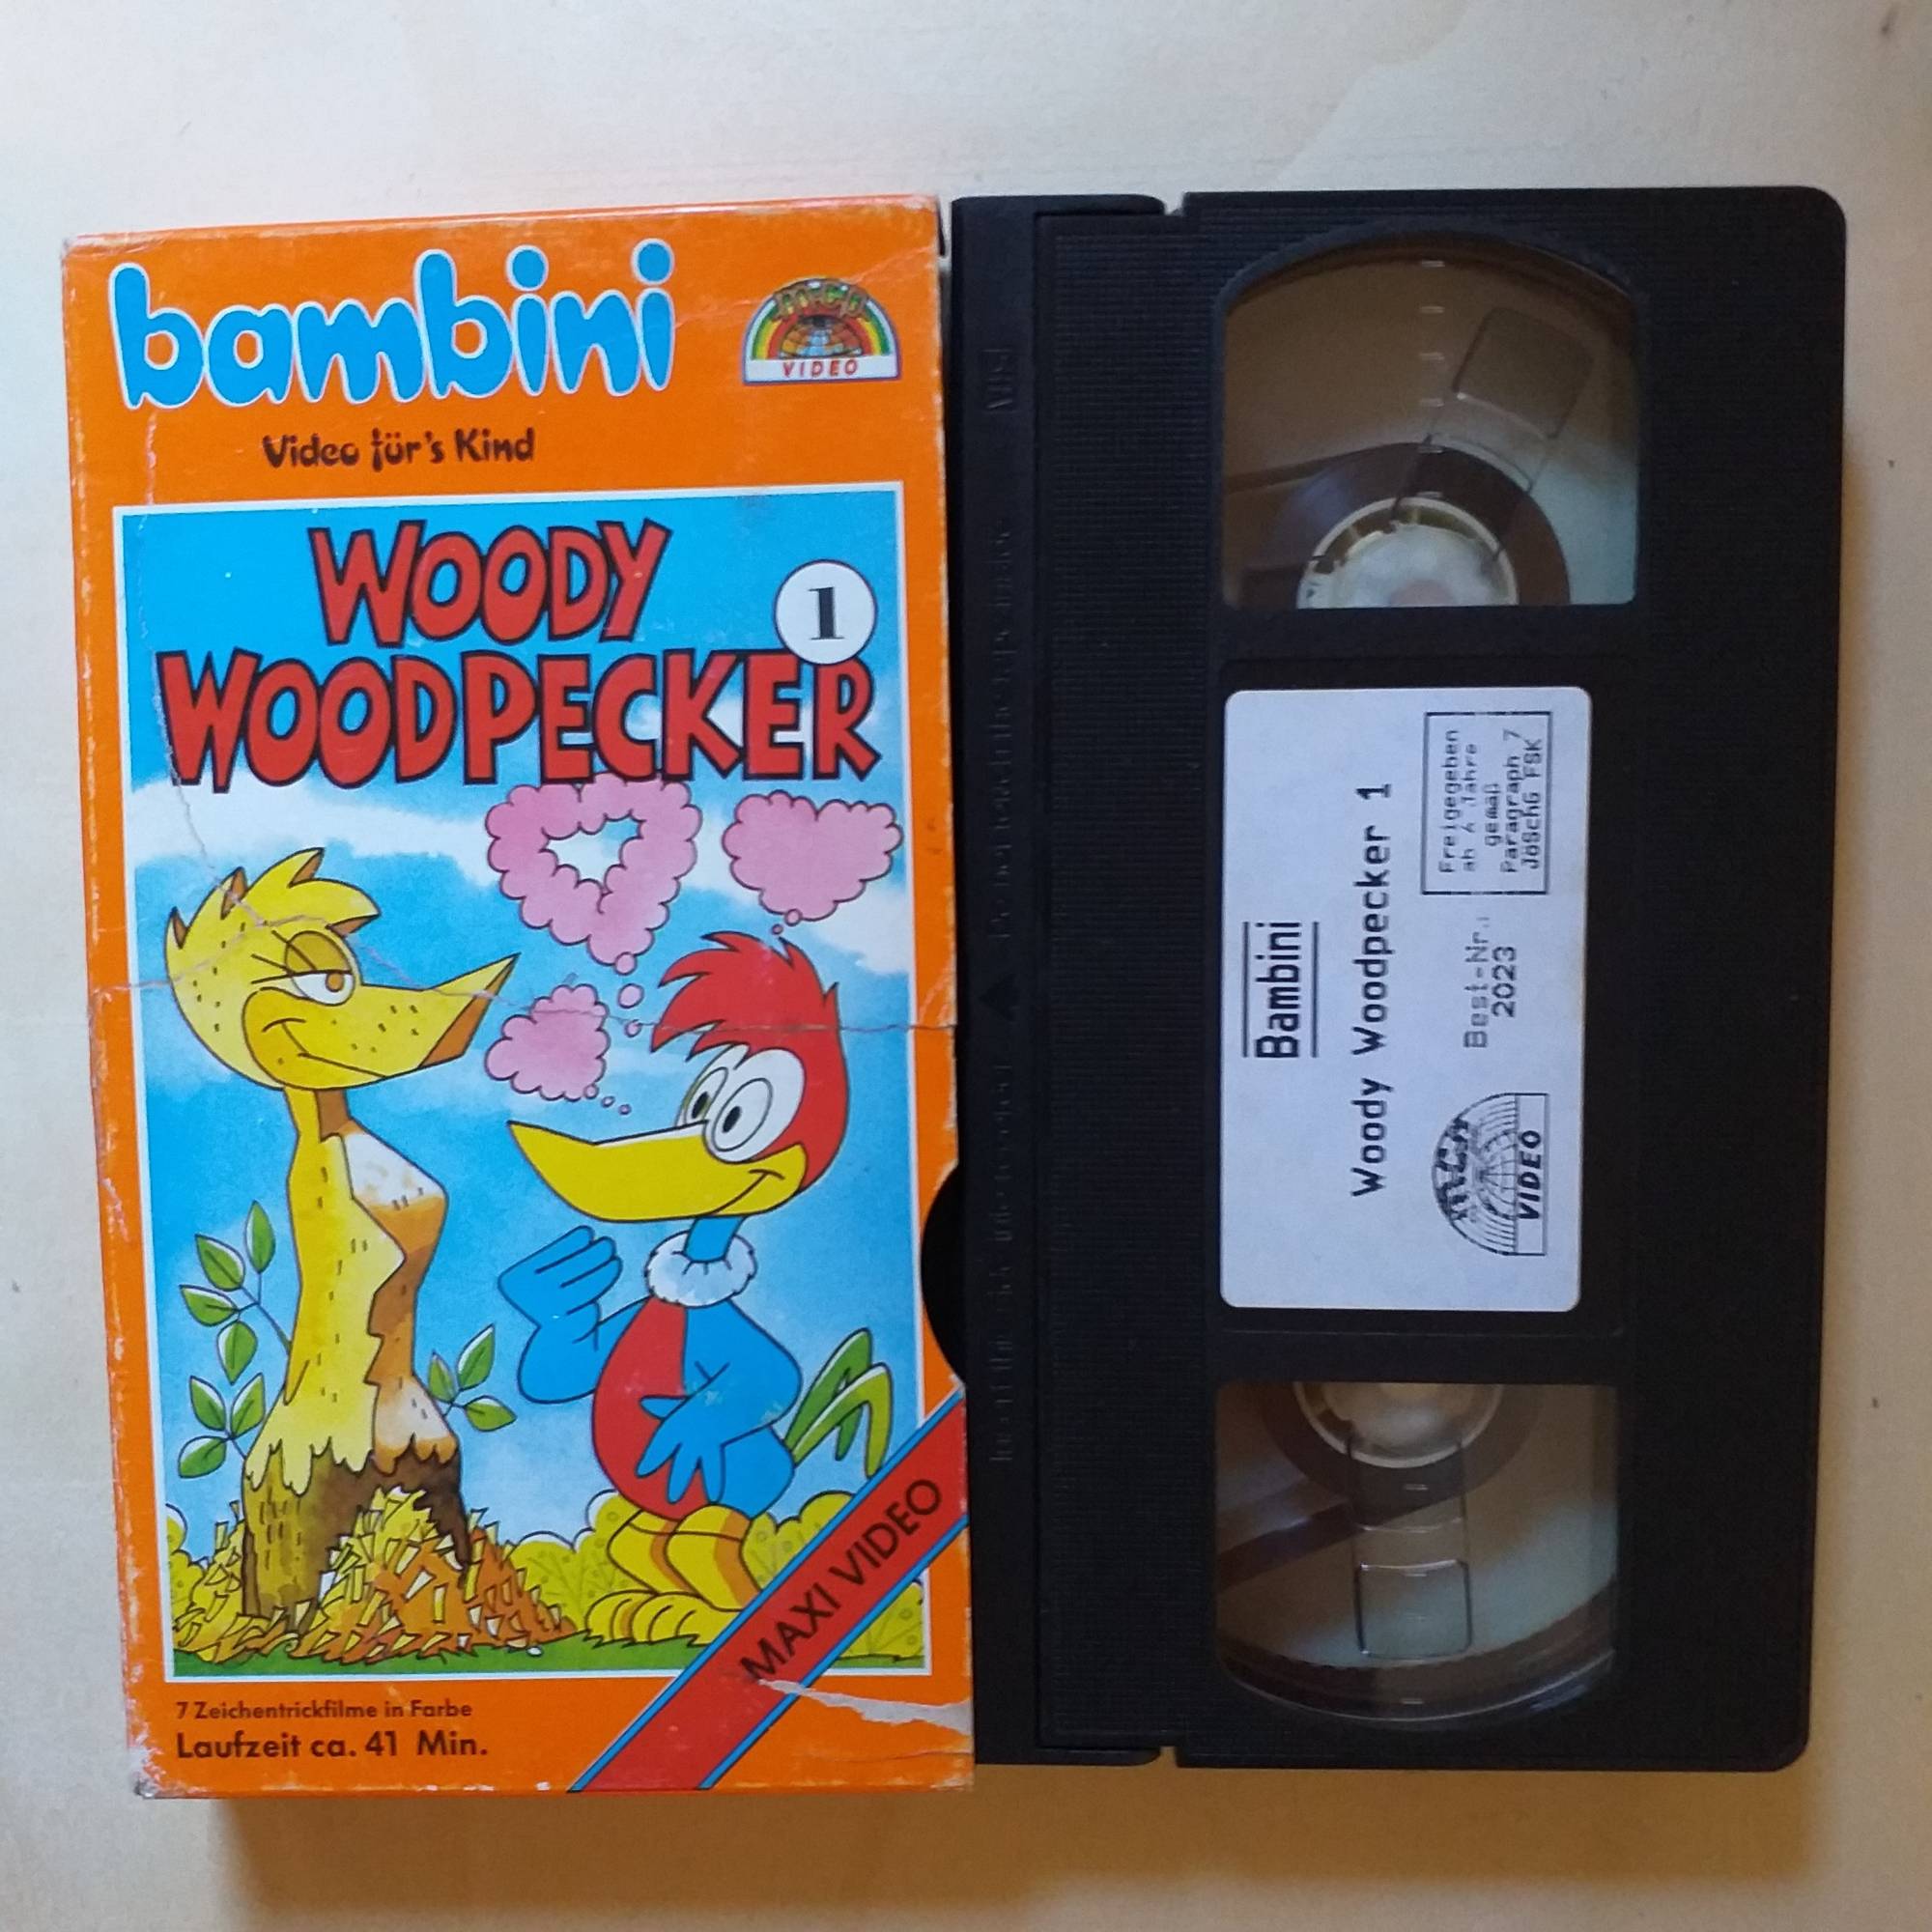 bambini
VIDEO
Video für's Kind
WOODY
1
WOODPECKER
MAXI VIDEO
7 Zeichentrickfilme in Farbe
Laufzeit ca. 41 Min.
Bambini
Woody Woodpecker 1
Best-Nr.:
2023
Freigegeben
ab 6 Jahre
gemäß
Paragraph 7
JöSchG FSK
VIDEO